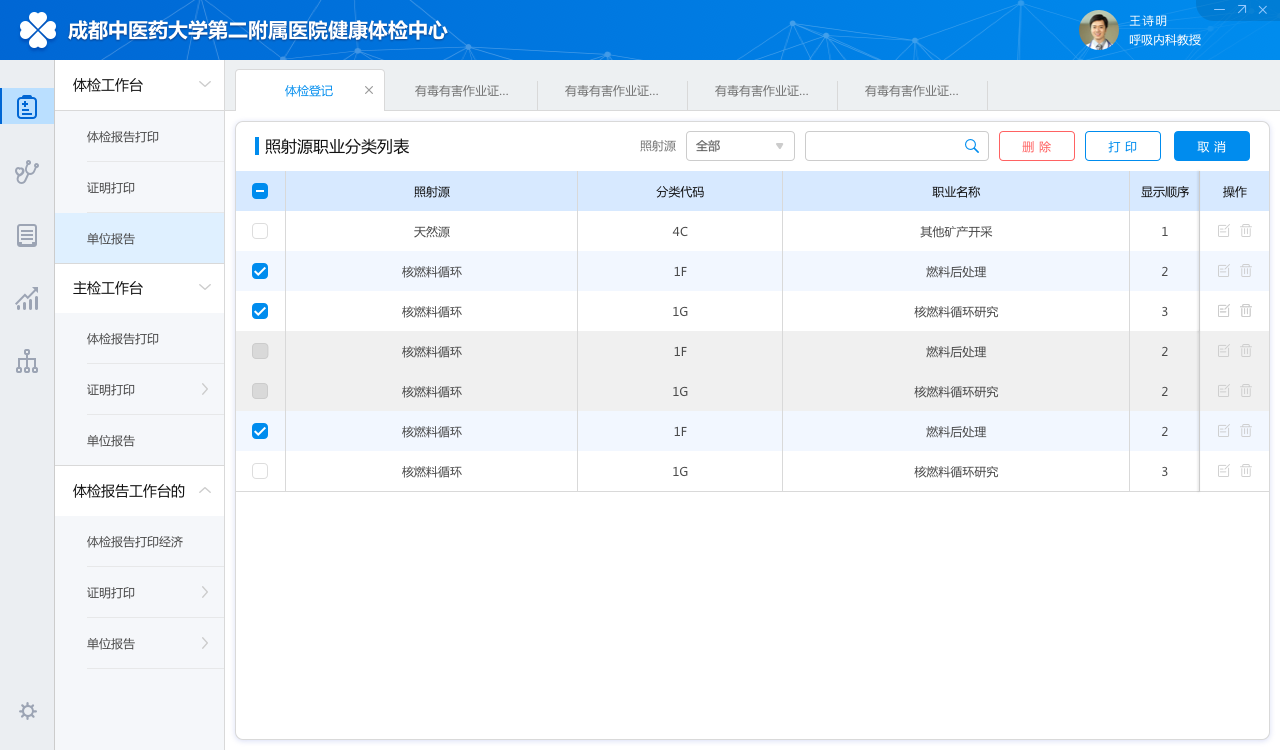 成都中医药大学第二附属医院健康体检中心
王诗明
呼吸内科教授
体检工作台
体检报告打印
证明打印
单位报告
主检工作台
体检报告打印
证明打印
单位报告
体检报告工作台的
体检报告打印经济
证明打印
单位报告
体检登记
有毒有害作业证...
有毒有害作业证...
有毒有害作业证...
有毒有害作业证...
照射源职业分类列表
照射源 全部
删 除
打 印
取 消
照射源 分类代码 职业名称 显示顺序 操作
天然源 4C 其他矿产开采 1
核燃料循环 1F 燃料后处理 2
核燃料循环 1G 核燃料循环研究 3
核燃料循环 1F 燃料后处理 2
核燃料循环 1G 核燃料循环研究 2
核燃料循环 1F 燃料后处理 2
核燃料循环 1G 核燃料循环研究 3